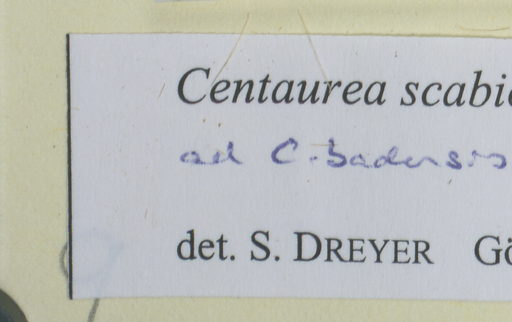 Centaurea scabi
ad C. badensis
det. S. DREYER Gö